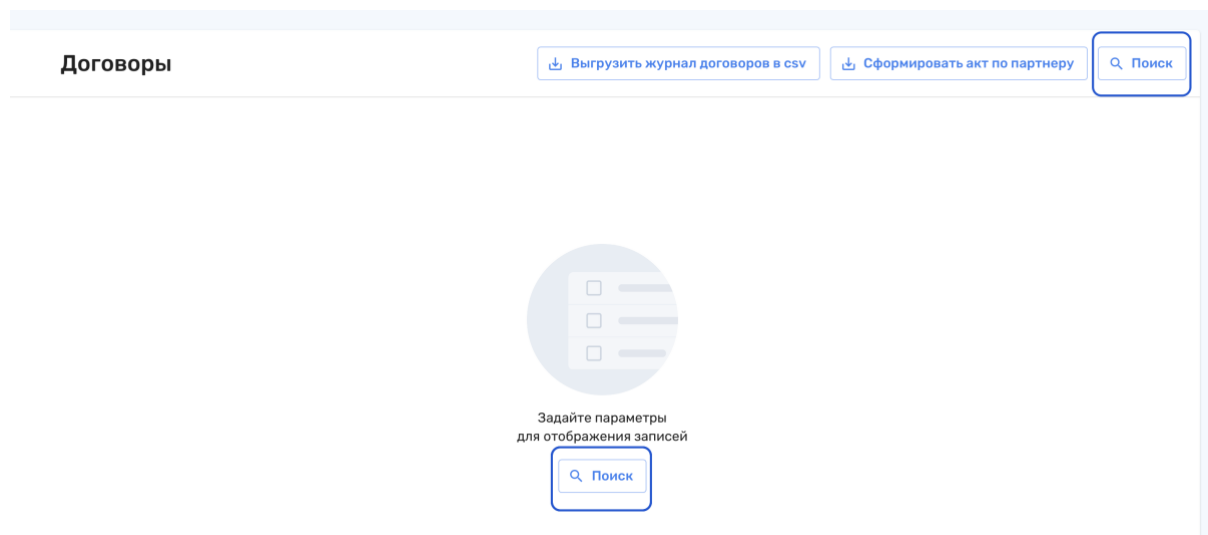 Договоры
Выгрузить журнал договоров в csv
Сформировать акт по партнеру
Поиск
Задайте параметры
для отображения записей
Поиск